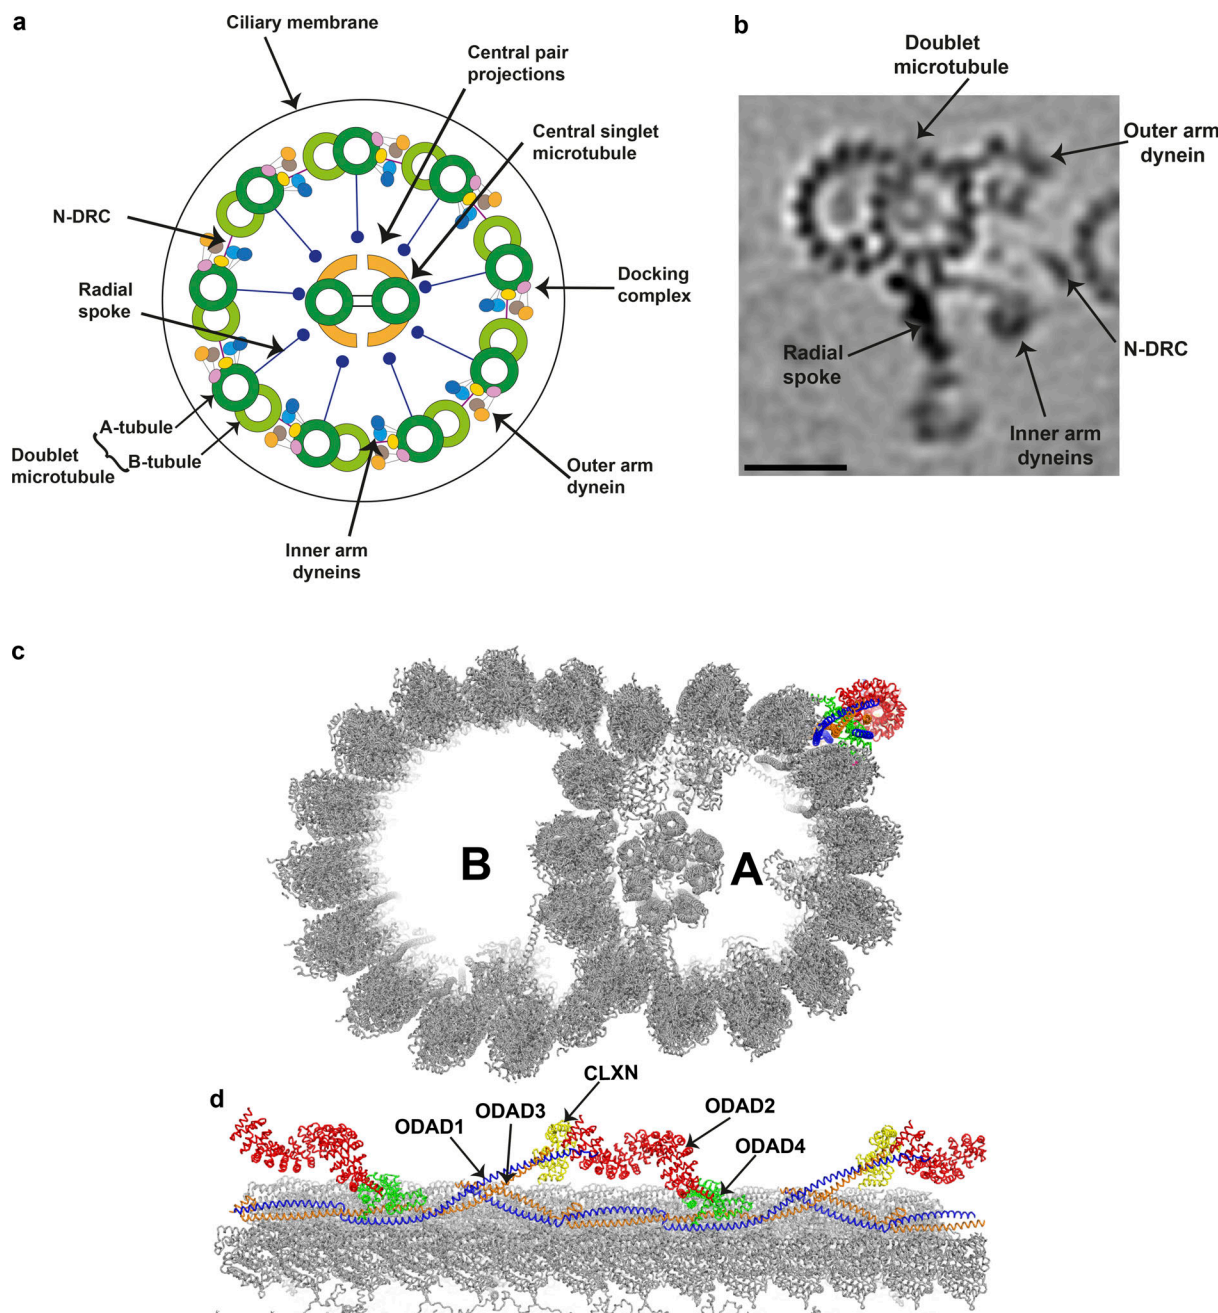 a
Ciliary membrane
Central pair
projections
Central singlet
microtubule
N-DRC
Radial
spoke
Docking
complex
A-tubule
Doublet
microtubule
B-tubule
Outer arm
dynein
Inner arm
dyneins
b
Doublet
microtubule
Outer arm
dynein
Radial
spoke
N-DRC
Inner arm
dyneins
c
B
A
d
CLXN
ODAD3
ODAD1
ODAD2
ODAD4